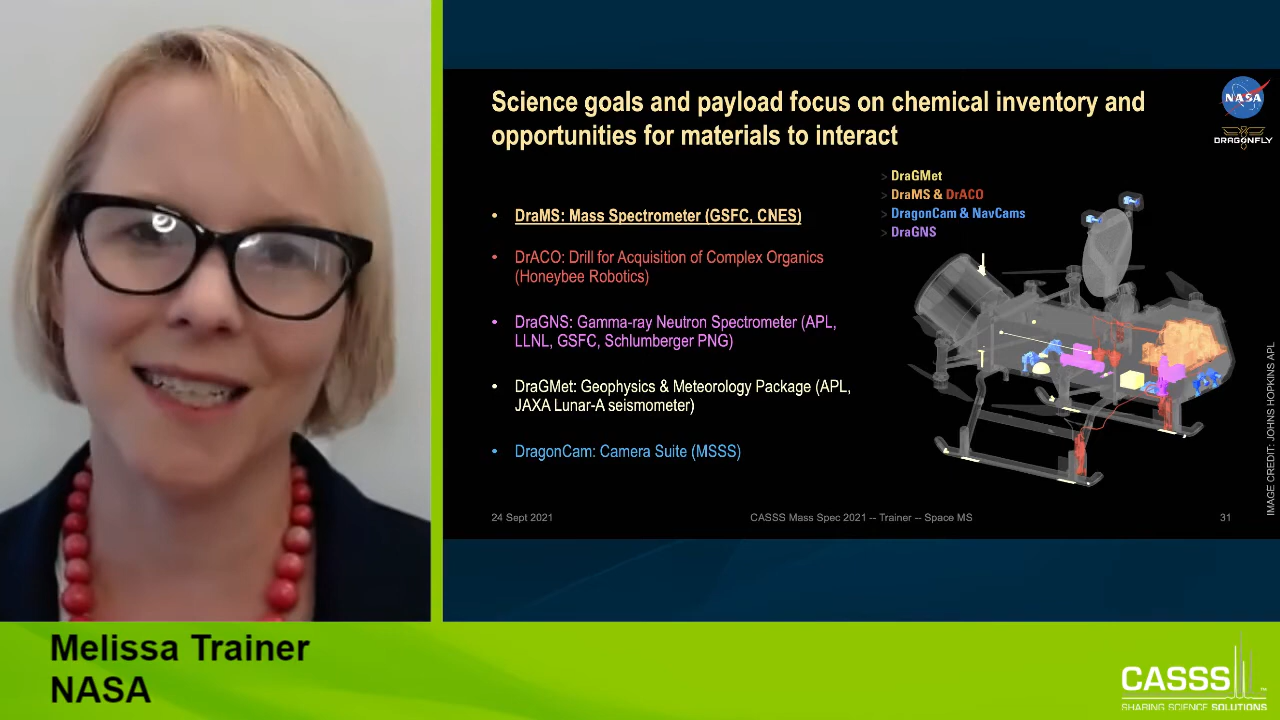 Science goals and payload focus on chemical inventory and
opportunities for materials to interact
NASA
DRAGONFLY
> DraGMet
> DraMS & DrACO
> DragonCam & NavCams
> DraGNS
• DraMS: Mass Spectrometer (GSFC, CNES)
• DrACO: Drill for Acquisition of Complex Organics
(Honeybee Robotics)
• DraGNS: Gamma-ray Neutron Spectrometer (APL,
LLNL, GSFC, Schlumberger PNG)
• DraGMet: Geophysics & Meteorology Package (APL,
JAXA Lunar-A seismometer)
• DragonCam: Camera Suite (MSSS)
IMAGE CREDIT: JOHNS HOPKINS APL
24 Sept 2021
CASSS Mass Spec 2021 -- Trainer -- Space MS
31
Melissa Trainer
NASA
CASSS™
SHARING SCIENCE SOLUTIONS